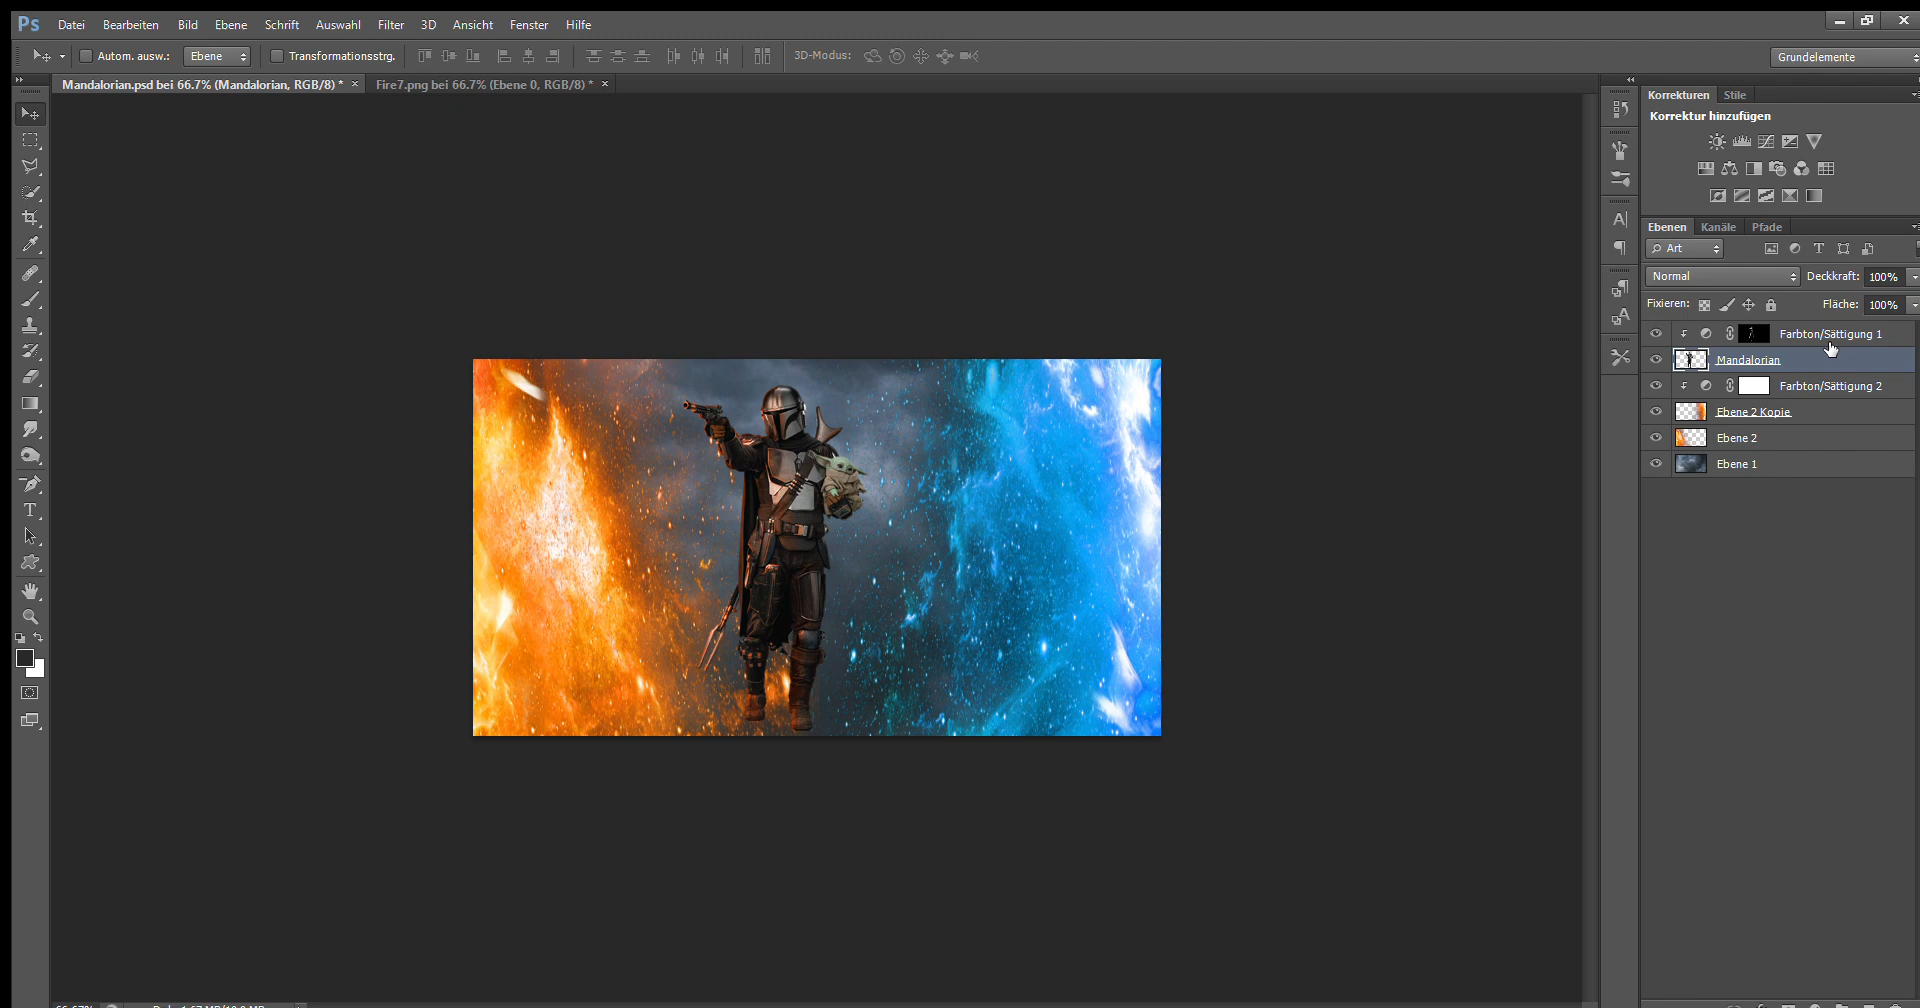 Ps Datei Bearbeiten Bild Ebene Schrift Auswahl Filter 3D Ansicht Fenster Hilfe
Autom. ausw.: Ebene Transformationsstrg. 3D-Modus: Grundelemente
Mandalorian.psd bei 66.7% (Mandalorian, RGB/8) * × Fire7.png bei 66.7% (Ebene 0, RGB/8) * ×
Korrekturen Stile
Korrektur hinzufügen
Ebenen Kanäle Pfade
Art
Normal Deckkraft: 100%
Fixieren: Fläche: 100%
Farbton/Sättigung 1
Mandalorian
Farbton/Sättigung 2
Ebene 2 Kopie
Ebene 2
Ebene 1